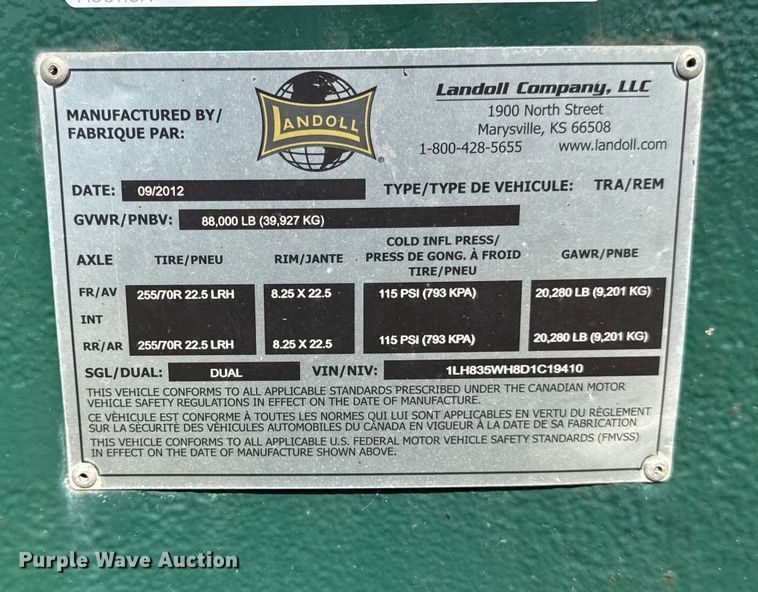 MANUFACTURED BY/
FABRIQUE PAR:
LANDOLL
®
Landoll Company, LLC
1900 North Street
Marysville, KS 66508
1-800-428-5655 www.landoll.com
DATE: 09/2012 TYPE/TYPE DE VEHICULE: TRA/REM
GVWR/PNBV: 88,000 LB (39,927 KG)
AXLE TIRE/PNEU RIM/JANTE COLD INFL PRESS/ PRESS DE GONG. À FROID TIRE/PNEU GAWR/PNBE
FR/AV 255/70R 22.5 LRH 8.25 X 22.5 115 PSI (793 KPA) 20,280 LB (9,201 KG)
INT
RR/AR 255/70R 22.5 LRH 8.25 X 22.5 115 PSI (793 KPA) 20,280 LB (9,201 KG)
SGL/DUAL: DUAL VIN/NIV: 1LH835WH8D1C19410
THIS VEHICLE CONFORMS TO ALL APPLICABLE STANDARDS PRESCRIBED UNDER THE CANADIAN MOTOR
VEHICLE SAFETY REGULATIONS IN EFFECT ON THE DATE OF MANUFACTURE
CE VÈHICULE EST CONFORME À TOUTES LES NORMES QUI LUI SONT APPLICABLES EN VERTU DU RÈGLEMENT
SUR LA SÈCURITÈ DES VÈHICULES AUTOMOBILES DU CANADA EN VIGUEUR À LA DATE DE SA FABRICATION
THIS VEHICLE CONFORMS TO ALL APPLICABLE U.S. FEDERAL MOTOR VEHICLE SAFETY STANDARDS (FMVSS)
IN EFFECT ON THE DATE OF MANUFACTURE SHOWN ABOVE.
Purple Wave Auction